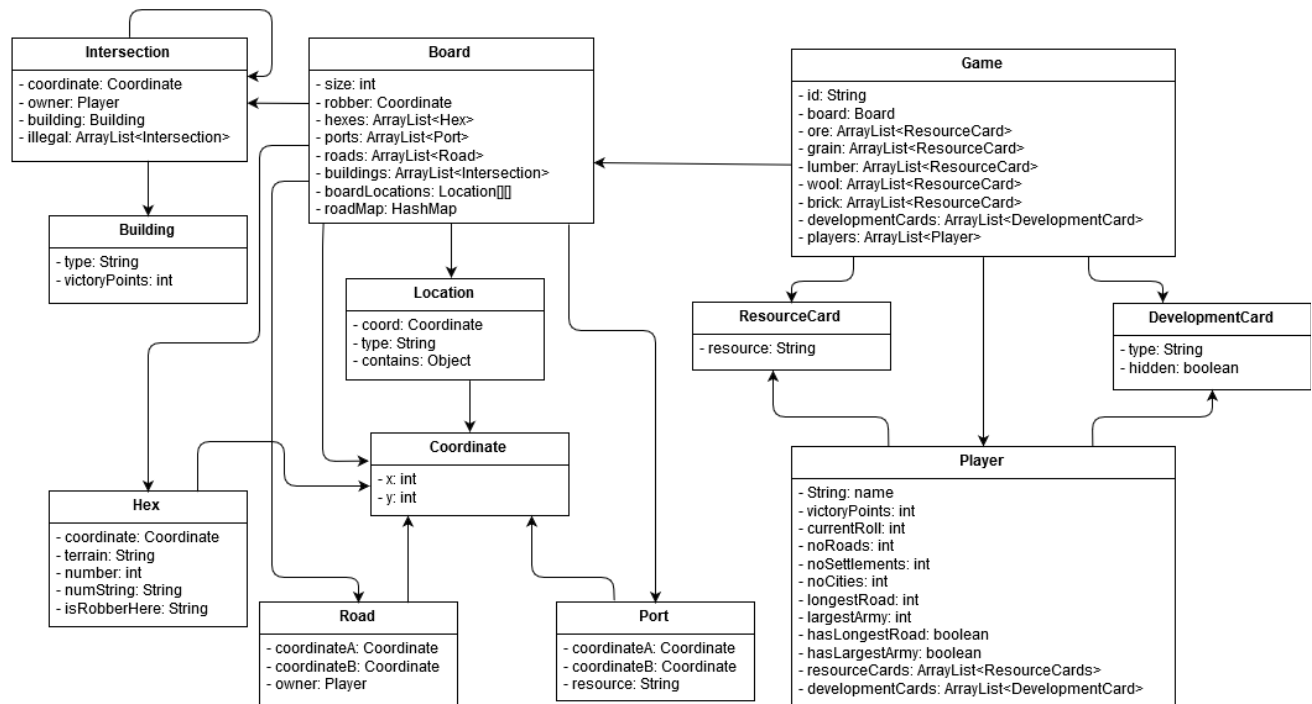 Intersection
- coordinate: Coordinate
- owner: Player
- building: Building
- illegal: ArrayList<Intersection>
Building
- type: String
- victoryPoints: int
Board
- size: int
- robber: Coordinate
- hexes: ArrayList<Hex>
- ports: ArrayList<Port>
- roads: ArrayList<Road>
- buildings: ArrayList<Intersection>
- boardLocations: Location[][]
- roadMap: HashMap
Game
- id: String
- board: Board
- ore: ArrayList<ResourceCard>
- grain: ArrayList<ResourceCard>
- lumber: ArrayList<ResourceCard>
- wool: ArrayList<ResourceCard>
- brick: ArrayList<ResourceCard>
- developmentCards: ArrayList<DevelopmentCard>
- players: ArrayList<Player>
Location
- coord: Coordinate
- type: String
- contains: Object
ResourceCard
- resource: String
DevelopmentCard
- type: String
- hidden: boolean
Coordinate
- x: int
- y: int
Hex
- coordinate: Coordinate
- terrain: String
- number: int
- numString: String
- isRobberHere: String
Road
- coordinateA: Coordinate
- coordinateB: Coordinate
- owner: Player
Port
- coordinateA: Coordinate
- coordinateB: Coordinate
- resource: String
Player
- String: name
- victoryPoints: int
- currentRoll: int
- noRoads: int
- noSettlements: int
- noCities: int
- longestRoad: int
- largestArmy: int
- hasLongestRoad: boolean
- hasLargestArmy: boolean
- resourceCards: ArrayList<ResourceCards>
- developmentCards: ArrayList<DevelopmentCard>